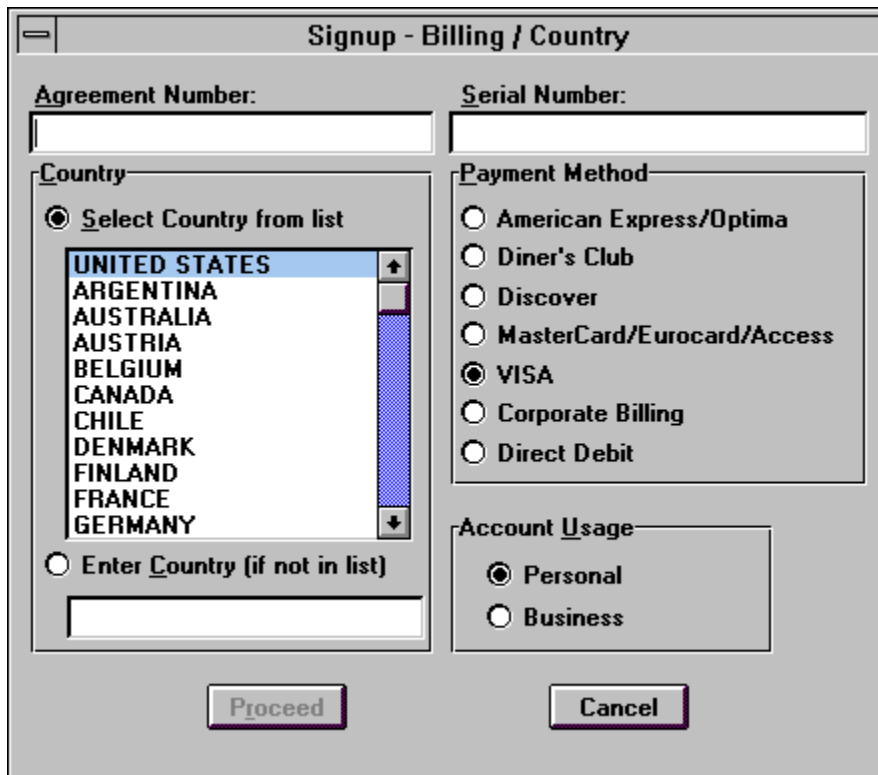 Signup - Billing / Country
Agreement Number:
Serial Number:
Country
Select Country from list
UNITED STATES
ARGENTINA
AUSTRALIA
AUSTRIA
BELGIUM
CANADA
CHILE
DENMARK
FINLAND
FRANCE
GERMANY
Enter Country (if not in list)
Payment Method
American Express/Optima
Diner's Club
Discover
MasterCard/Eurocard/Access
VISA
Corporate Billing
Direct Debit
Account Usage
Personal
Business
Proceed
Cancel